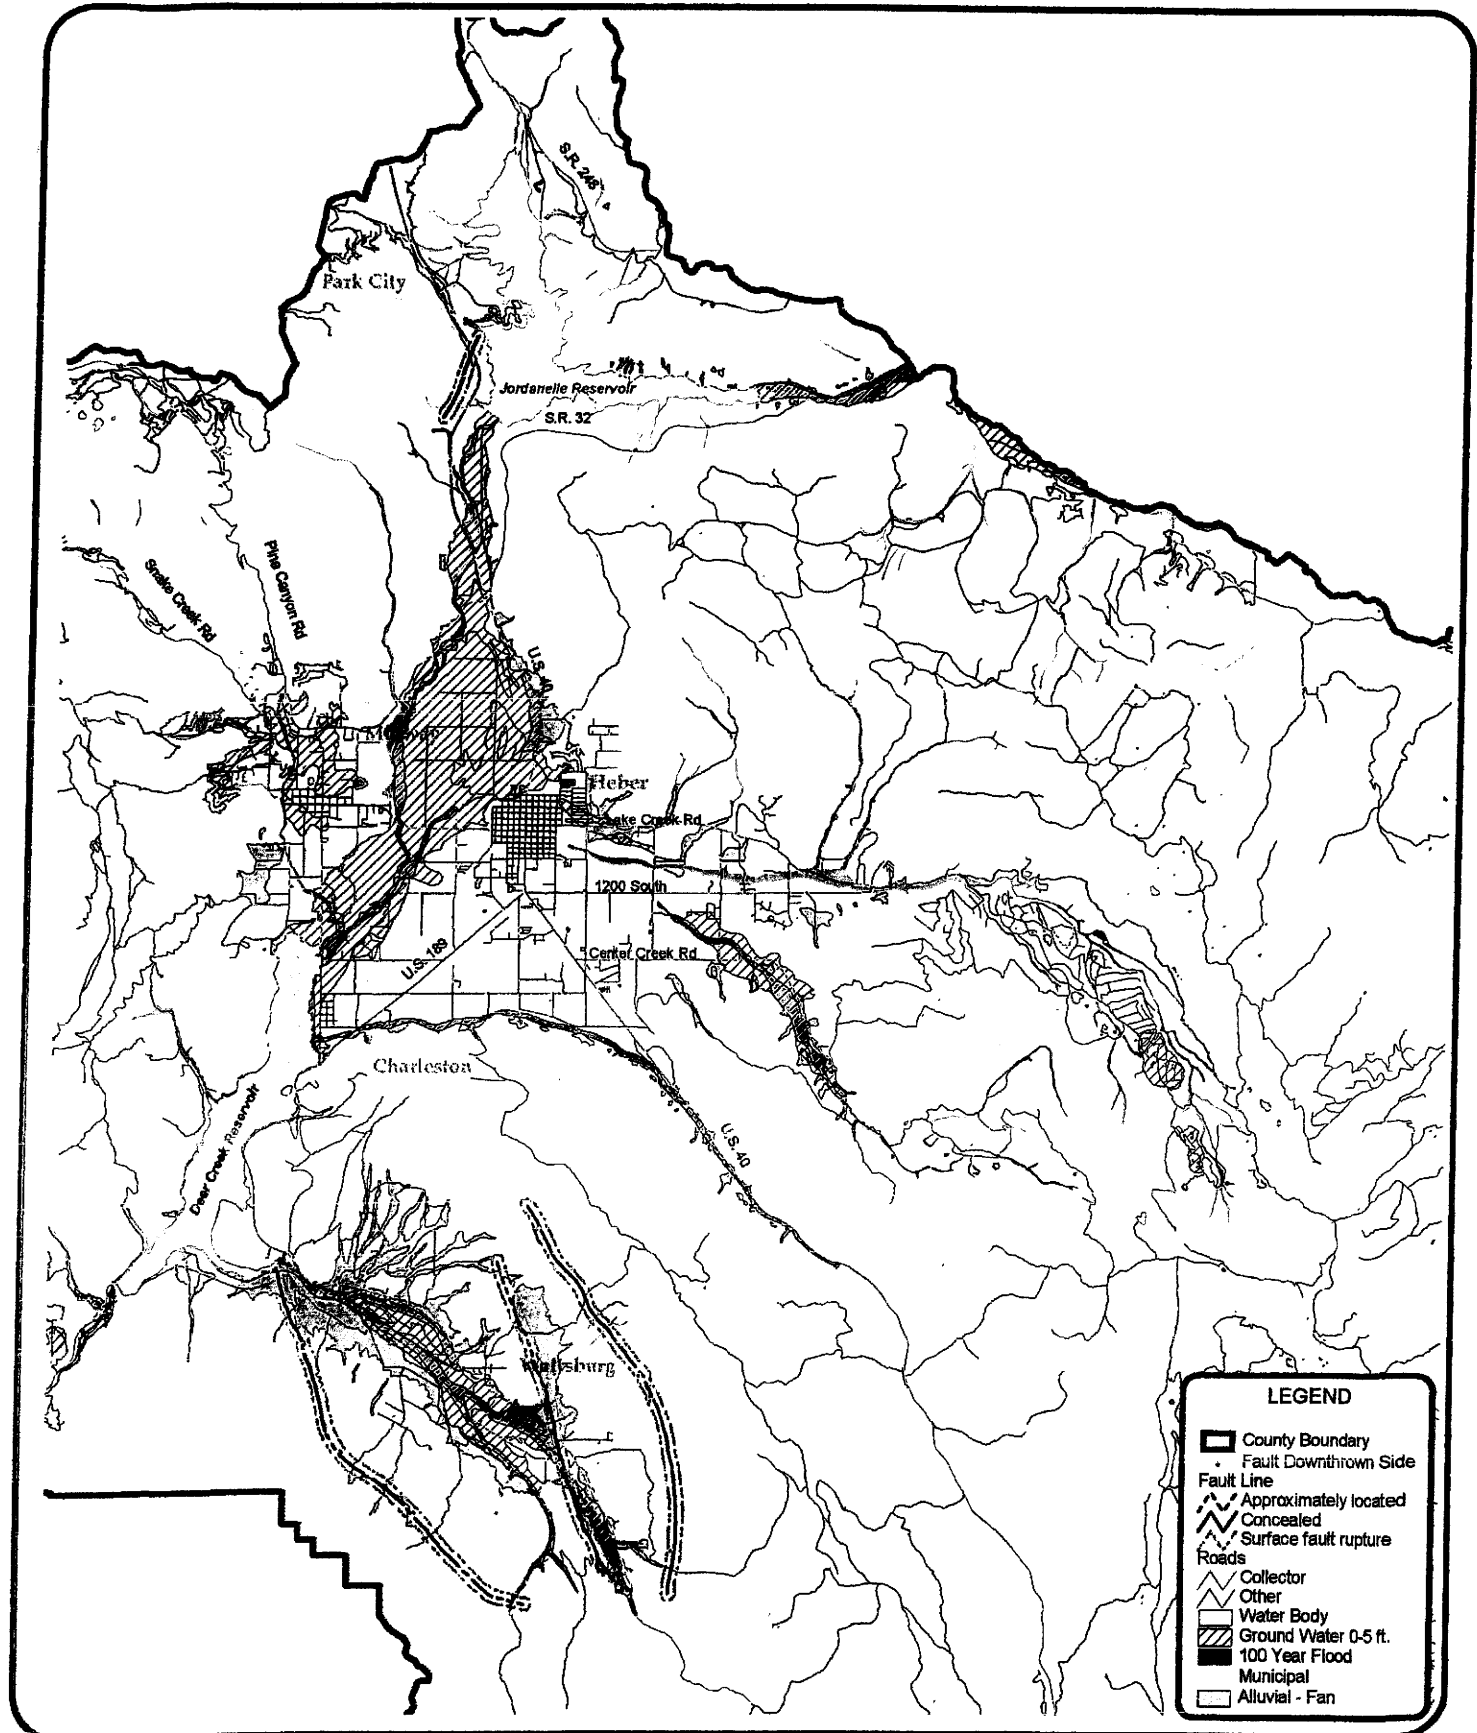 S.R. 248
Park City
Jordanelle Reservoir
S.R. 32
Snake Creek Rd
Pine Canyon Rd
U.S. 40
Midway
Heber
Lake Creek Rd
1200 South
U.S. 189
Center Creek Rd
Charleston
Deer Creek Reservoir
U.S. 40
Wallsburg
LEGEND
County Boundary
Fault Downthrown Side
Fault Line
Approximately located
Concealed
Surface fault rupture
Roads
Collector
Other
Water Body
Ground Water 0-5 ft.
100 Year Flood
Municipal
Alluvial - Fan